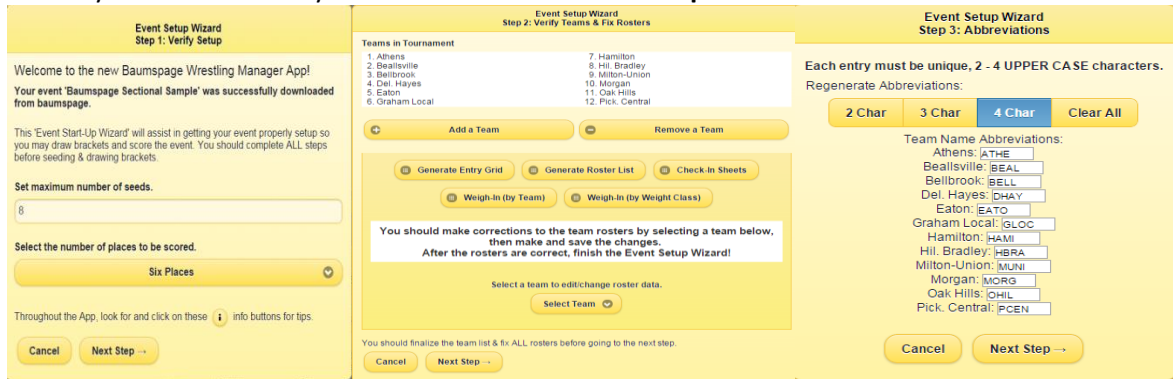 Event Setup Wizard
Step 1: Verify Setup
Welcome to the new Baumspage Wrestling Manager App!
Your event 'Baumspage Sectional Sample' was successfully downloaded
from baumspage.
This 'Event Start-Up Wizard' will assist in getting your event properly setup so
you may draw brackets and score the event. You should complete ALL steps
before seeding & drawing brackets.
Set maximum number of seeds.
8
Select the number of places to be scored.
Six Places
Throughout the App, look for and click on these i info buttons for tips.
Cancel
Next Step →
Event Setup Wizard
Step 2: Verify Teams & Fix Rosters
Teams in Tournament
1. Athens
2. Beallsville
3. Bellbrook
4. Del. Hayes
5. Eaton
6. Graham Local
7. Hamilton
8. Hil. Bradley
9. Milton-Union
10. Morgan
11. Oak Hills
12. Pick. Central
Add a Team
Remove a Team
Generate Entry Grid
Generate Roster List
Check-In Sheets
Weigh-In (by Team)
Weigh-In (by Weight Class)
You should make corrections to the team rosters by selecting a team below,
then make and save the changes.
After the rosters are correct, finish the Event Setup Wizard!
Select a team to edit/change roster data.
Select Team
You should finalize the team list & fix ALL rosters before going to the next step.
Cancel
Next Step →
Event Setup Wizard
Step 3: Abbreviations
Each entry must be unique, 2 - 4 UPPER CASE characters.
Regenerate Abbreviations:
2 Char
3 Char
4 Char
Clear All
Team Name Abbreviations:
Athens: ATHE
Beallsville: BEAL
Bellbrook: BELL
Del. Hayes: DHAY
Eaton: EATO
Graham Local: GLOC
Hamilton: HAMI
Hil. Bradley: HBRA
Milton-Union: MUNI
Morgan: MORG
Oak Hills: OHIL
Pick. Central: PCEN
Cancel
Next Step →